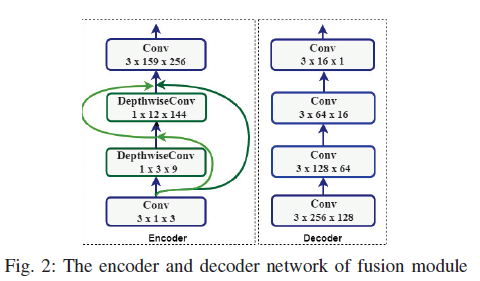 Conv
3 x 159 x 256
DepthwiseConv
1 x 12 x 144
DepthwiseConv
1 x 3 x 9
Conv
3 x 1 x 3
Encoder
Conv
3 x 16 x 1
Conv
3 x 64 x 16
Conv
3 x 128 x 64
Conv
3 x 256 x 128
Decoder
Fig. 2: The encoder and decoder network of fusion module